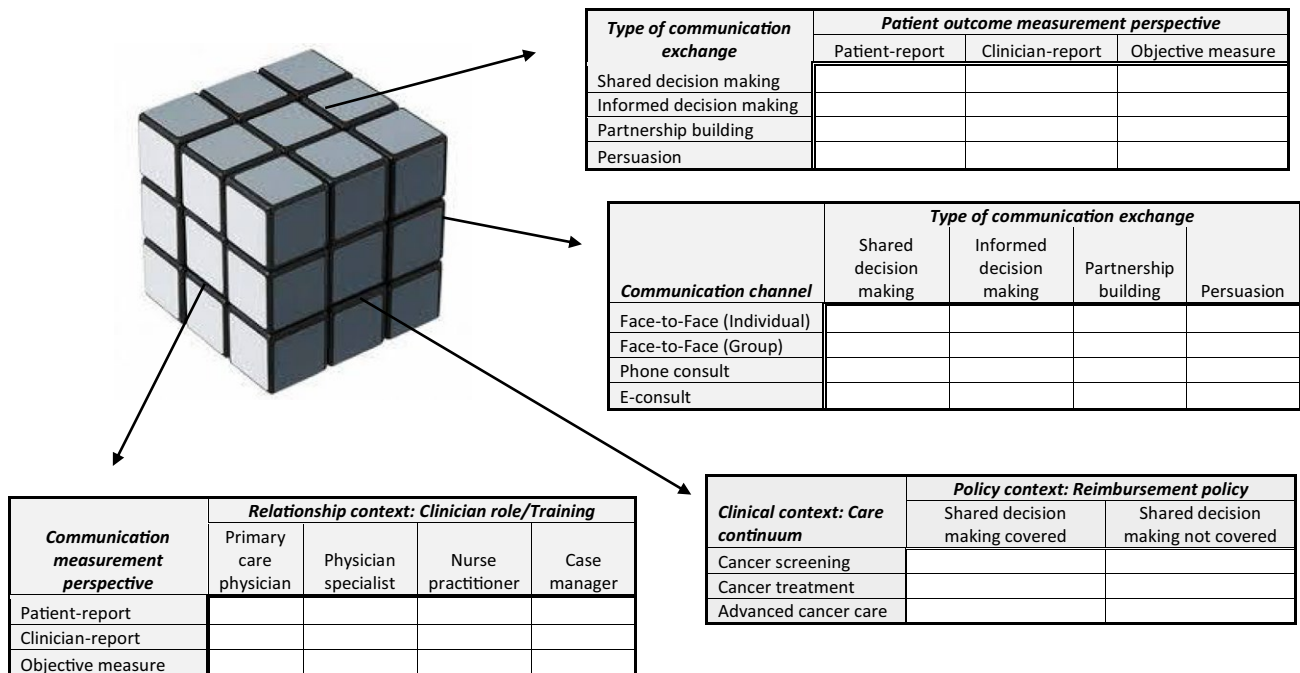 Type of communication exchange
Patient outcome measurement perspective
Patient-report Clinician-report Objective measure
Shared decision making
Informed decision making
Partnership building
Persuasion
Communication channel
Type of communication exchange
Shared decision making
Informed decision making
Partnership building
Persuasion
Face-to-Face (Individual)
Face-to-Face (Group)
Phone consult
E-consult
Communication measurement perspective
Relationship context: Clinician role/Training
Primary care physician
Physician specialist
Nurse practitioner
Case manager
Patient-report
Clinician-report
Objective measure
Clinical context: Care continuum
Policy context: Reimbursement policy
Shared decision making covered
Shared decision making not covered
Cancer screening
Cancer treatment
Advanced cancer care